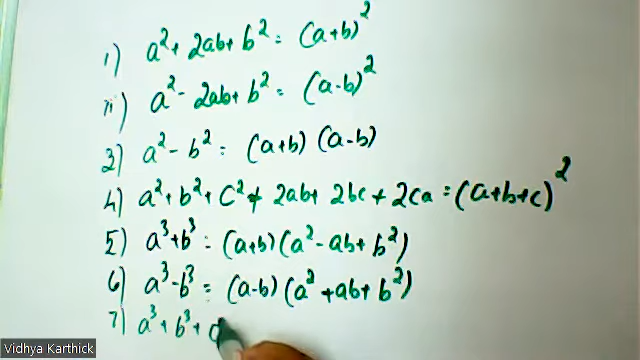 i) a² + 2ab + b² = (a+b)²
ii) a² - 2ab + b² = (a-b)²
3) a² - b² = (a+b) (a-b)
4) a² + b² + c² + 2ab + 2bc + 2ca = (a+b+c)²
5) a³+b³ = (a+b)(a² - ab + b²)
6) a³-b³ = (a-b) (a² + ab + b²)
7) a³ + b³ +
Vidhya Karthick